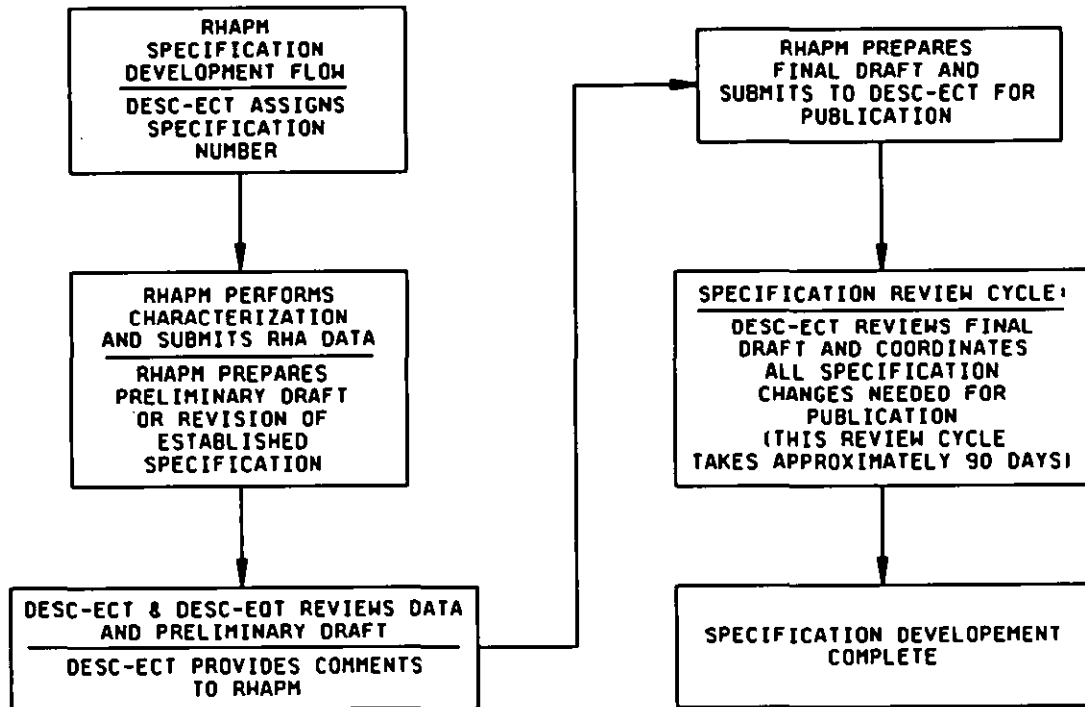 RHAPM
SPECIFICATION
DEVELOPMENT FLOW
DESC-ECT ASSIGNS
SPECIFICATION
NUMBER
RHAPM PERFORMS
CHARACTERIZATION
AND SUBMITS RHA DATA
RHAPM PREPARES
PRELIMINARY DRAFT
OR REVISION OF
ESTABLISHED
SPECIFICATION
DESC-ECT & DESC-EQT REVIEWS DATA
AND PRELIMINARY DRAFT
DESC-ECT PROVIDES COMMENTS
TO RHAPM
RHAPM PREPARES
FINAL DRAFT AND
SUBMITS TO DESC-ECT FOR
PUBLICATION
SPECIFICATION REVIEW CYCLE:
DESC-ECT REVIEWS FINAL
DRAFT AND COORDINATES
ALL SPECIFICATION
CHANGES NEEDED FOR
PUBLICATION
(THIS REVIEW CYCLE
TAKES APPROXIMATELY 90 DAYS)
SPECIFICATION DEVELOPEMENT
COMPLETE